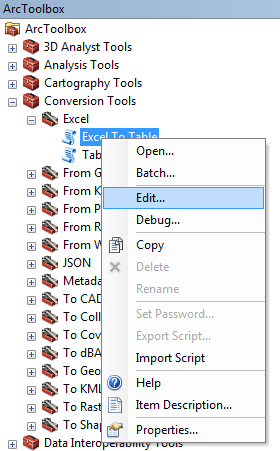 ArcToolbox
ArcToolbox
3D Analyst Tools
Analysis Tools
Cartography Tools
Conversion Tools
Excel
Excel To Table
Tab
From G
From K
From P
From R
From W
JSON
Metada
To CAD
To Coll
To Cov
To dBA
To Geo
To KML
To Rast
To Shap
Data Interoperability Tools
Open...
Batch...
Edit...
Debug...
Copy
Delete
Rename
Set Password...
Export Script...
Import Script
Help
Item Description...
Properties...